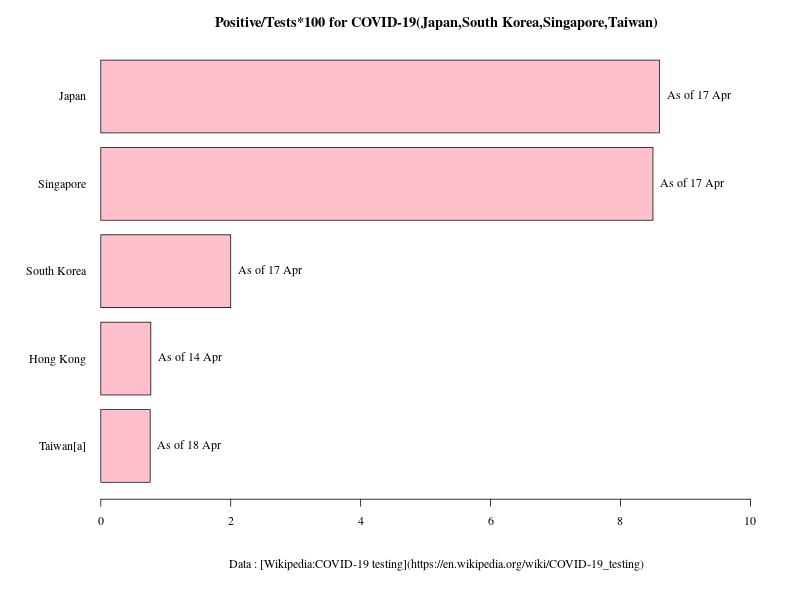 Positive/Tests*100 for COVID-19(Japan,South Korea,Singapore,Taiwan)
Japan
As of 17 Apr
Singapore
As of 17 Apr
South Korea
As of 17 Apr
Hong Kong
As of 14 Apr
Taiwan[a]
As of 18 Apr
0 2 4 6 8 10
Data : [Wikipedia:COVID-19 testing](https://en.wikipedia.org/wiki/COVID-19_testing)